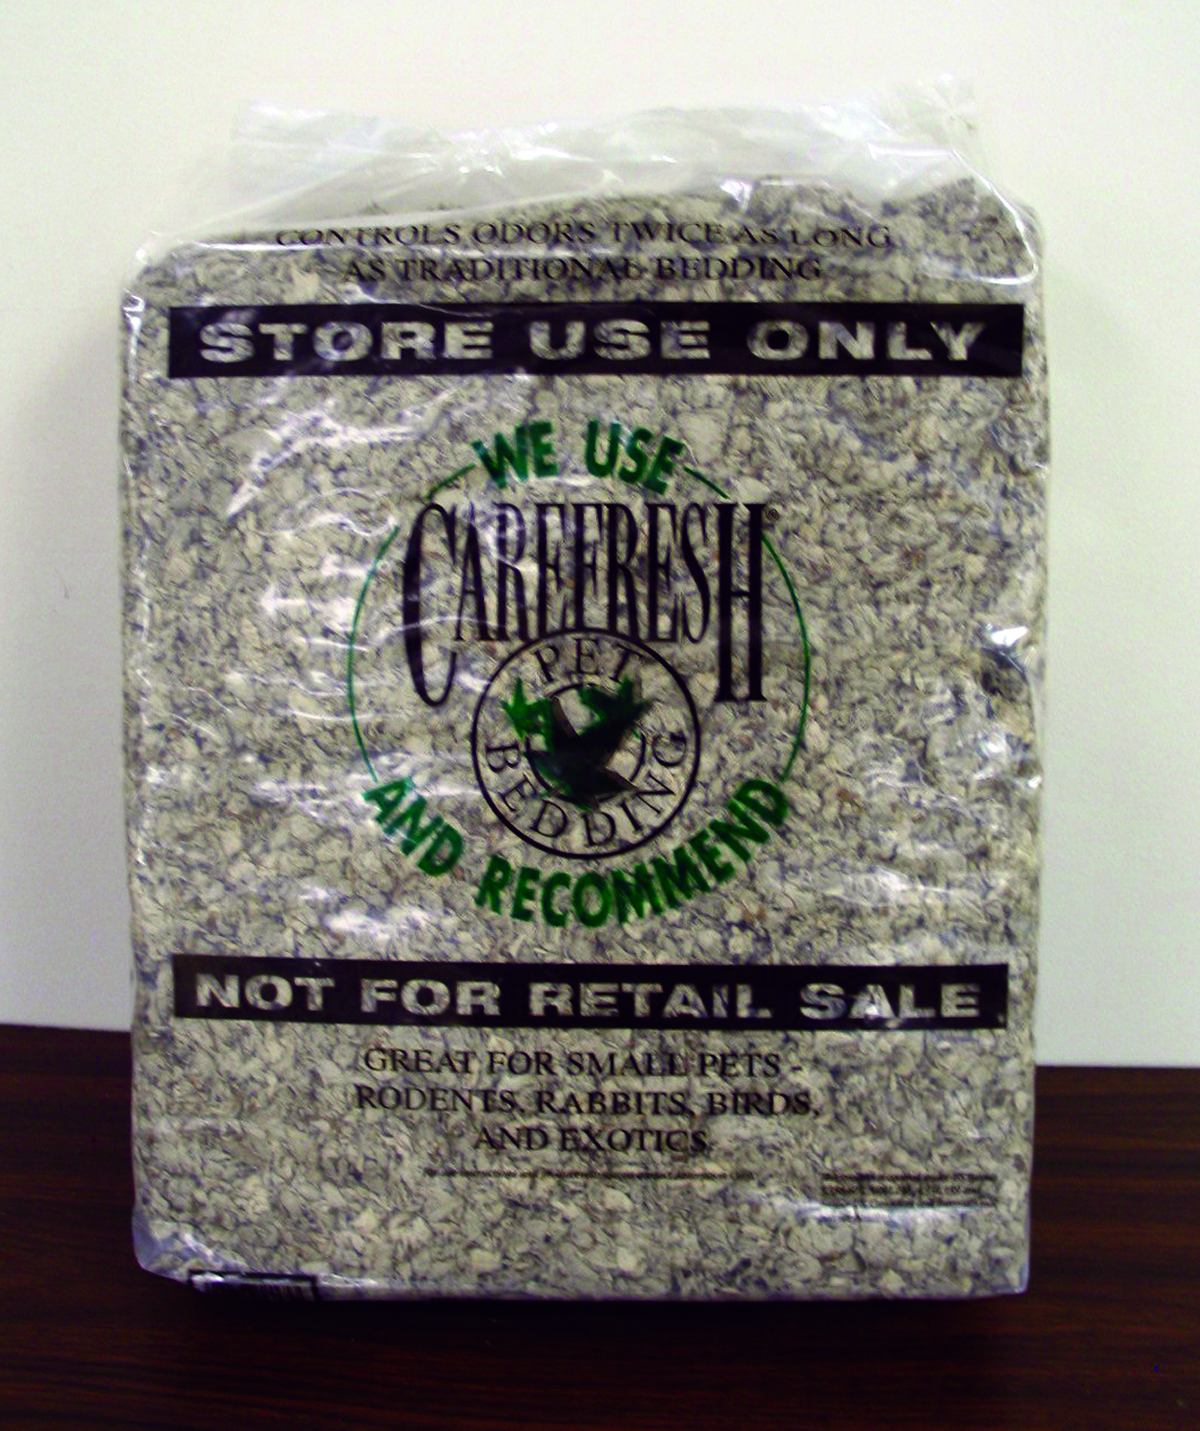 CONTROLS ODORS TWICE AS LONG
AS TRADITIONAL BEDDING
STORE USE ONLY
WE USE
CAREFRESH®
PET
BEDDING
AND RECOMMEND
NOT FOR RETAIL SALE
GREAT FOR SMALL PETS -
RODENTS, RABBITS, BIRDS,
AND EXOTICS.